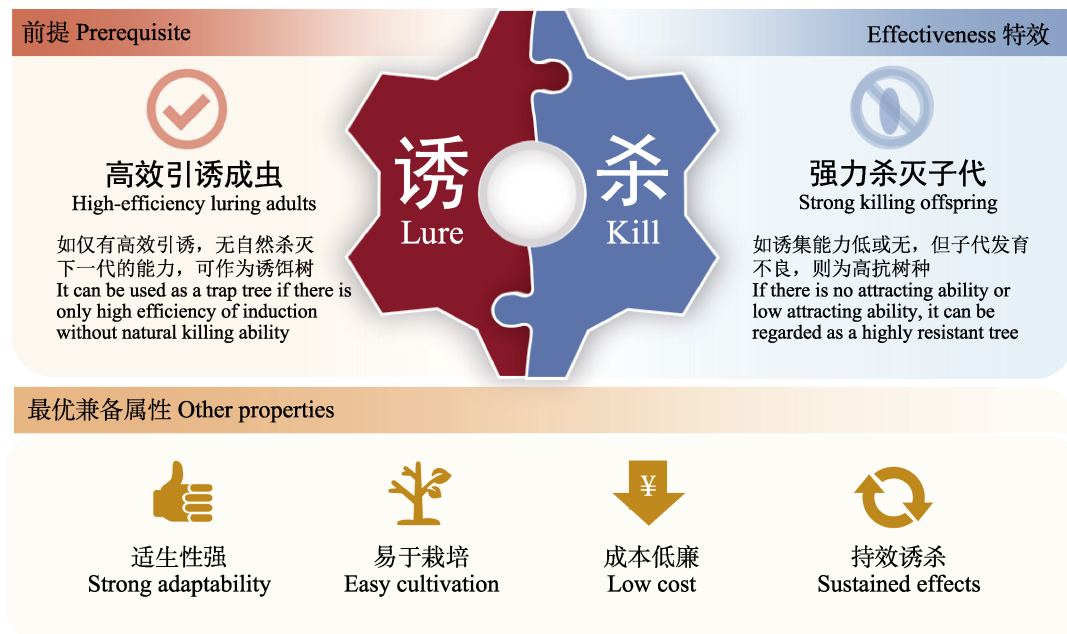 前提 Prerequisite
Effectiveness 特效
高效引诱成虫
High-efficiency luring adults
如仅有高效引诱，无自然杀灭
下一代的能力，可作为诱饵树
It can be used as a trap tree if there is
only high efficiency of induction
without natural killing ability
诱
Lure
杀
Kill
强力杀灭子代
Strong killing offspring
如诱集能力低或无，但子代发育
不良，则为高抗树种
If there is no attracting ability or
low attracting ability, it can be
regarded as a highly resistant tree
最优兼备属性 Other properties
¥
适生性强
Strong adaptability
易于栽培
Easy cultivation
成本低廉
Low cost
持效诱杀
Sustained effects